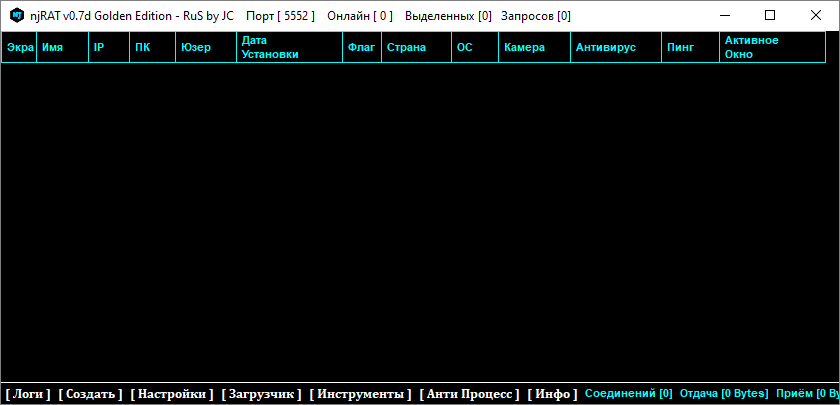 njRAT v0.7d Golden Edition - RuS by JC Порт [ 5552 ] Онлайн [ 0 ] Выделенных [0] Запросов [0]
Экра Имя IP ПК Юзер Дата Установки Флаг Страна ОС Камера Антивирус Пинг Активное Окно
[ Логи ] [ Создать ] [ Настройки ] [ Загрузчик ] [ Инструменты ] [ Анти Процесс ] [ Инфо ] Соединений [0] Отдача [0 Bytes] Приём [0 By